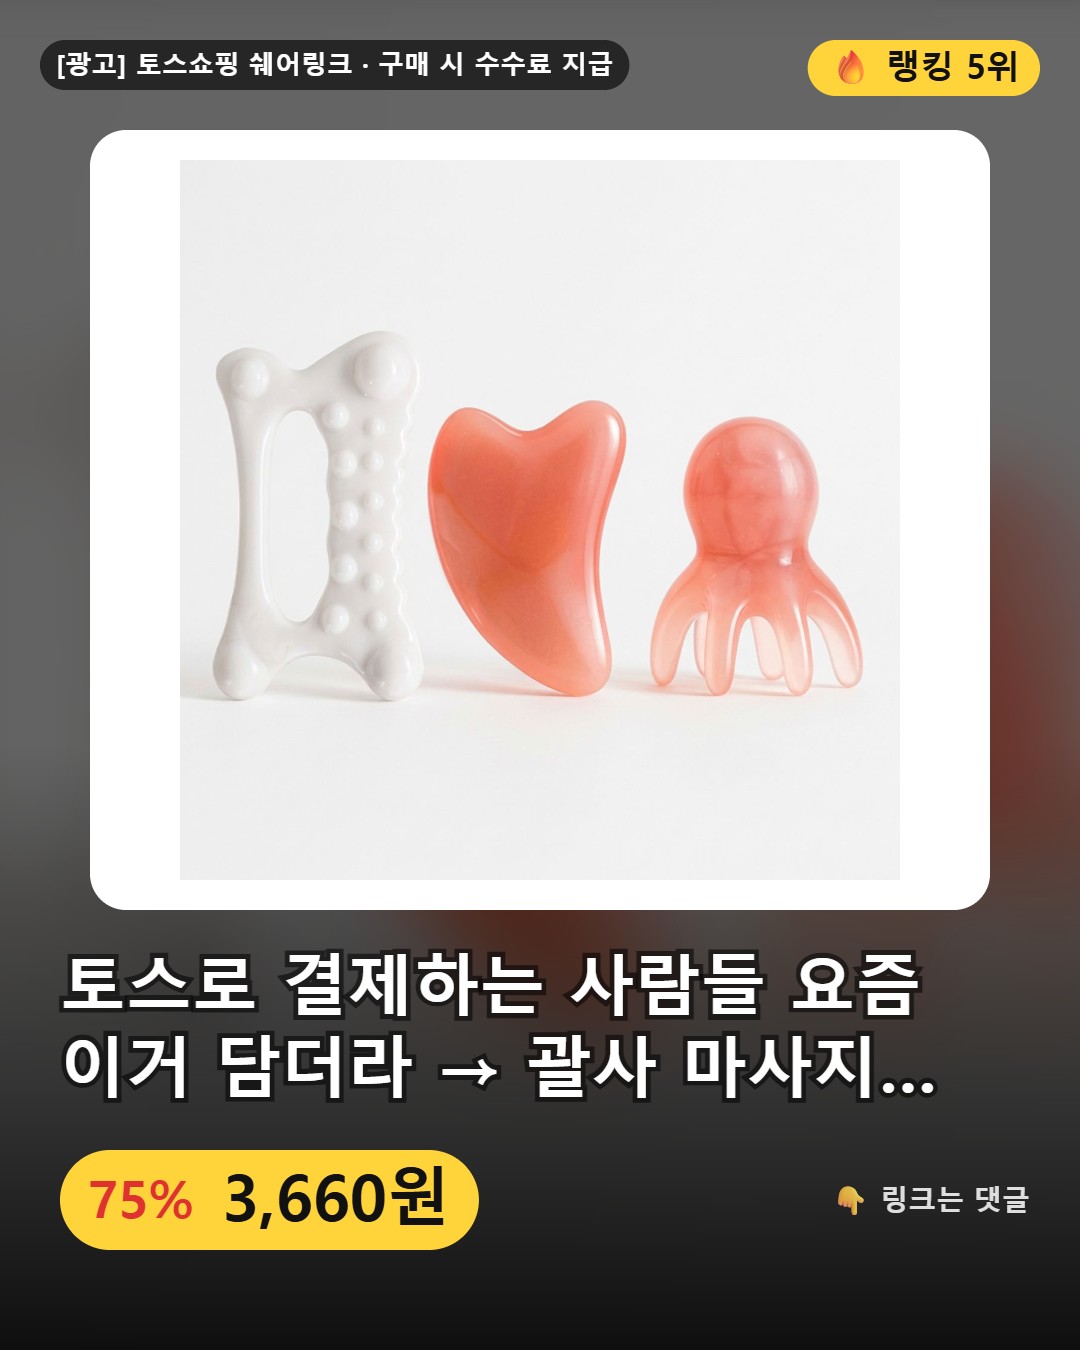 [광고] 토스쇼핑 쉐어링크 · 구매 시 수수료 지급
🔥 랭킹 5위
토스로 결제하는 사람들 요즘
이거 담더라 → 괄사 마사지...
75% 3,660원
👇 링크는 댓글